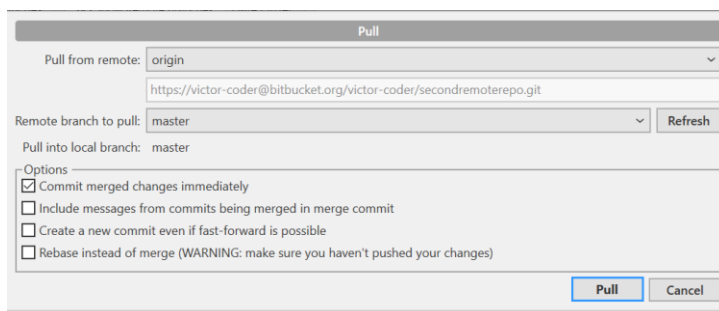 Pull
Pull from remote: origin
https://victor-coder@bitbucket.org/victor-coder/secondremoterepo.git
Remote branch to pull: master Refresh
Pull into local branch: master
Options
Commit merged changes immediately
Include messages from commits being merged in merge commit
Create a new commit even if fast-forward is possible
Rebase instead of merge (WARNING: make sure you haven't pushed your changes)
Pull Cancel